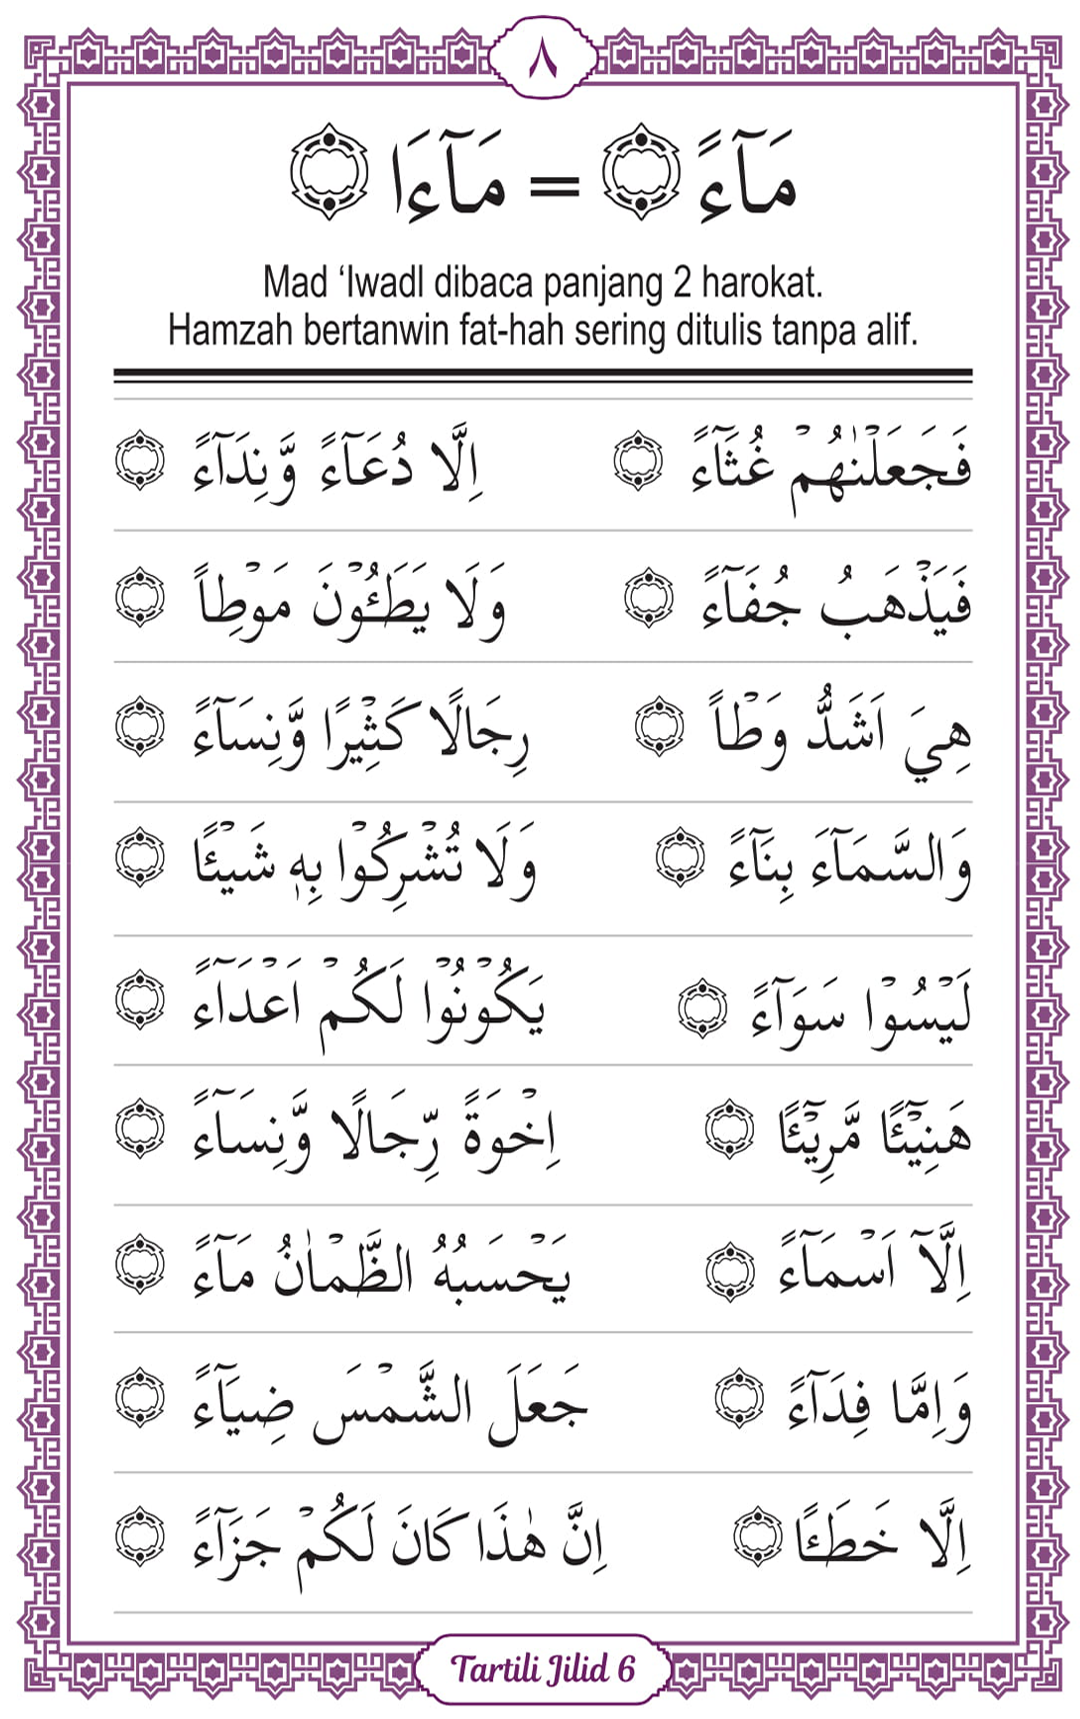 ٨
مَآءً ۝ = مَآءَا ۝
Mad ‘Iwadl dibaca panjang 2 harokat.
Hamzah bertanwin fat-hah sering ditulis tanpa alif.
فَجَعَلْنٰهُمْ غُثَآءً ۝ اِلَّا دُعَآءً وَّنِدَآءً ۝
فَيَذْهَبُ جُفَآءً ۝ وَلَا يَطَـُٔوْنَ مَوْطِاً ۝
هِيَ اَشَدُّ وَطْاً ۝ رِجَالًا كَثِيْرًا وَّنِسَآءً ۝
وَالسَّمَآءَ بِنَآءً ۝ وَلَا تُشْرِكُوْا بِهٖ شَيْـًٔا ۝
لَيْسُوْا سَوَآءً ۝ يَكُوْنُوْا لَكُمْ اَعْدَآءً ۝
هَنِيْٓـًٔا مَّرِيْٓـًٔا ۝ اِخْوَةً رِّجَالًا وَّنِسَآءً ۝
اِلَّآ اَسْمَآءً ۝ يَحْسَبُهُ الظَّمْاٰنُ مَآءً ۝
وَاِمَّا فِدَآءً ۝ جَعَلَ الشَّمْسَ ضِيَآءً ۝
اِلَّا خَطَـًٔا ۝ اِنَّ هٰذَا كَانَ لَكُمْ جَزَآءً ۝
Tartili Jilid 6